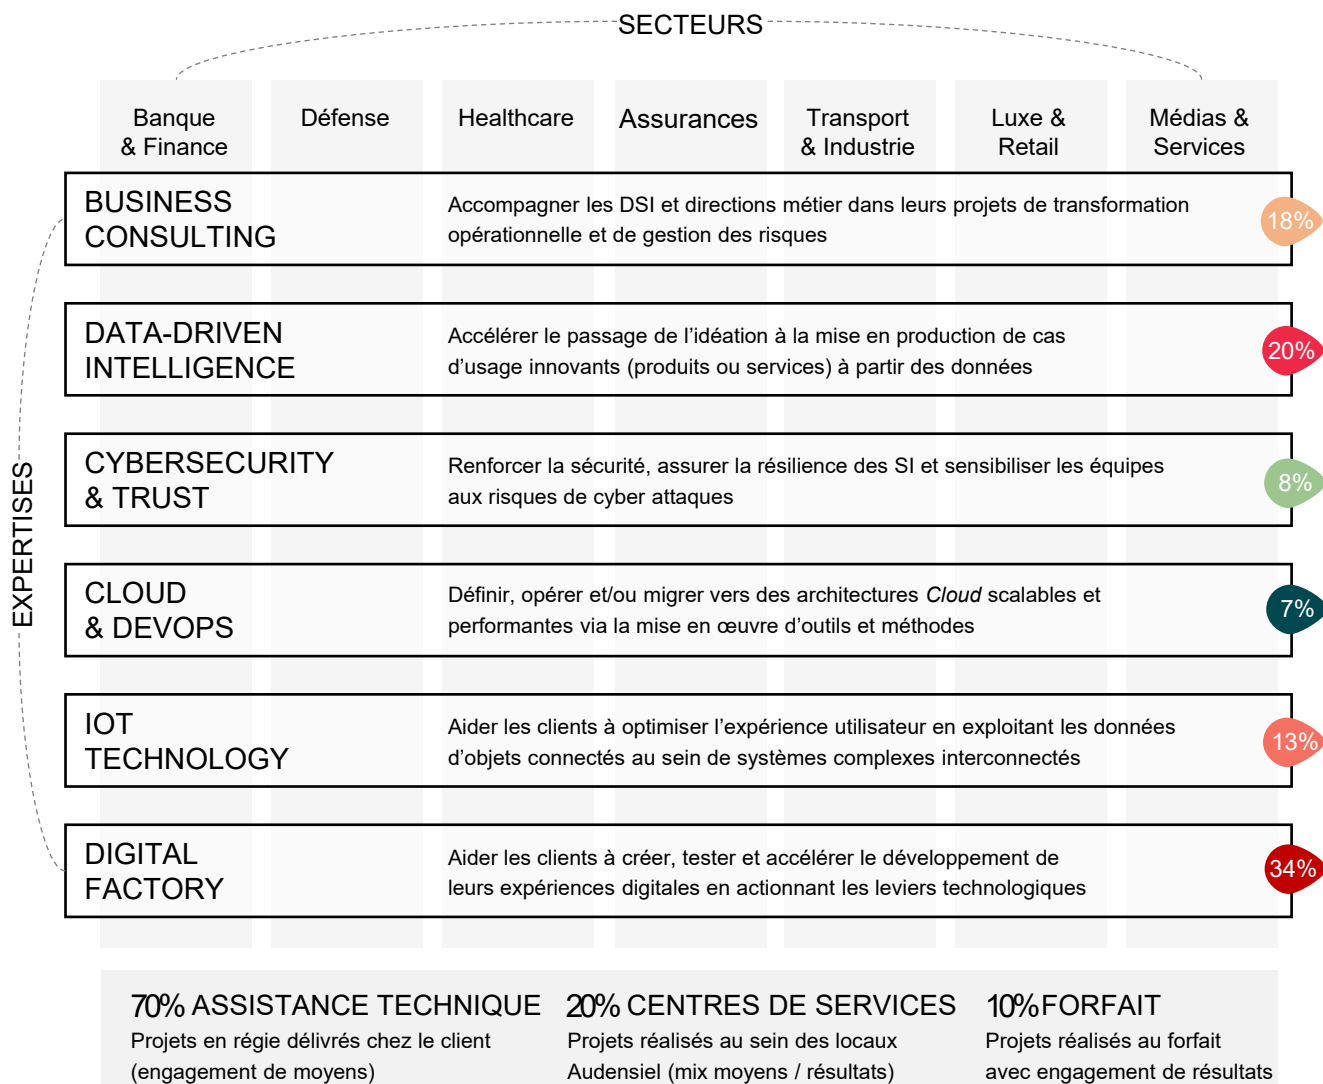 SECTEURS
Banque
& Finance
Défense
Healthcare
Assurances
Transport
& Industrie
Luxe &
Retail
Médias &
Services
EXPERTISES
BUSINESS
CONSULTING
Accompagner les DSI et directions métier dans leurs projets de transformation
opérationnelle et de gestion des risques
18%
DATA-DRIVEN
INTELLIGENCE
Accélérer le passage de l’idéation à la mise en production de cas
d’usage innovants (produits ou services) à partir des données
20%
CYBERSECURITY
& TRUST
Renforcer la sécurité, assurer la résilience des SI et sensibiliser les équipes
aux risques de cyber attaques
8%
CLOUD
& DEVOPS
Définir, opérer et/ou migrer vers des architectures Cloud scalables et
performantes via la mise en œuvre d’outils et méthodes
7%
IOT
TECHNOLOGY
Aider les clients à optimiser l’expérience utilisateur en exploitant les données
d’objets connectés au sein de systèmes complexes interconnectés
13%
DIGITAL
FACTORY
Aider les clients à créer, tester et accélérer le développement de
leurs expériences digitales en actionnant les leviers technologiques
34%
70% ASSISTANCE TECHNIQUE
Projets en régie délivrés chez le client
(engagement de moyens)
20% CENTRES DE SERVICES
Projets réalisés au sein des locaux
Audensiel (mix moyens / résultats)
10% FORFAIT
Projets réalisés au forfait
avec engagement de résultats